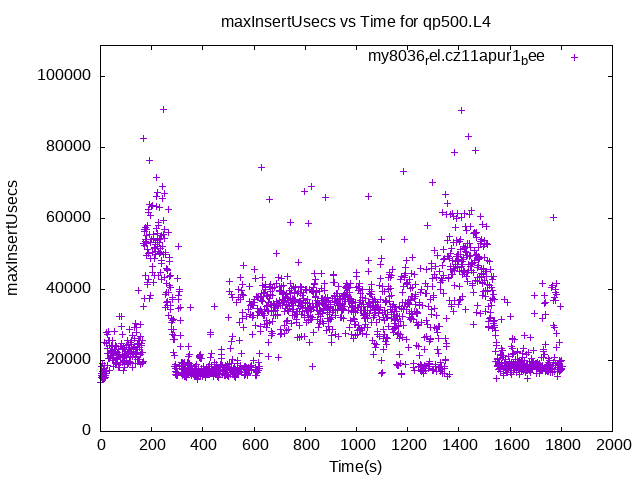 maxInsertUsecs vs Time for qp500.L4
my8036rel.cz11apur1bee
100000
80000
60000
40000
20000
0
maxInsertUsecs
0 200 400 600 800 1000 1200 1400 1600 1800 2000
Time(s)